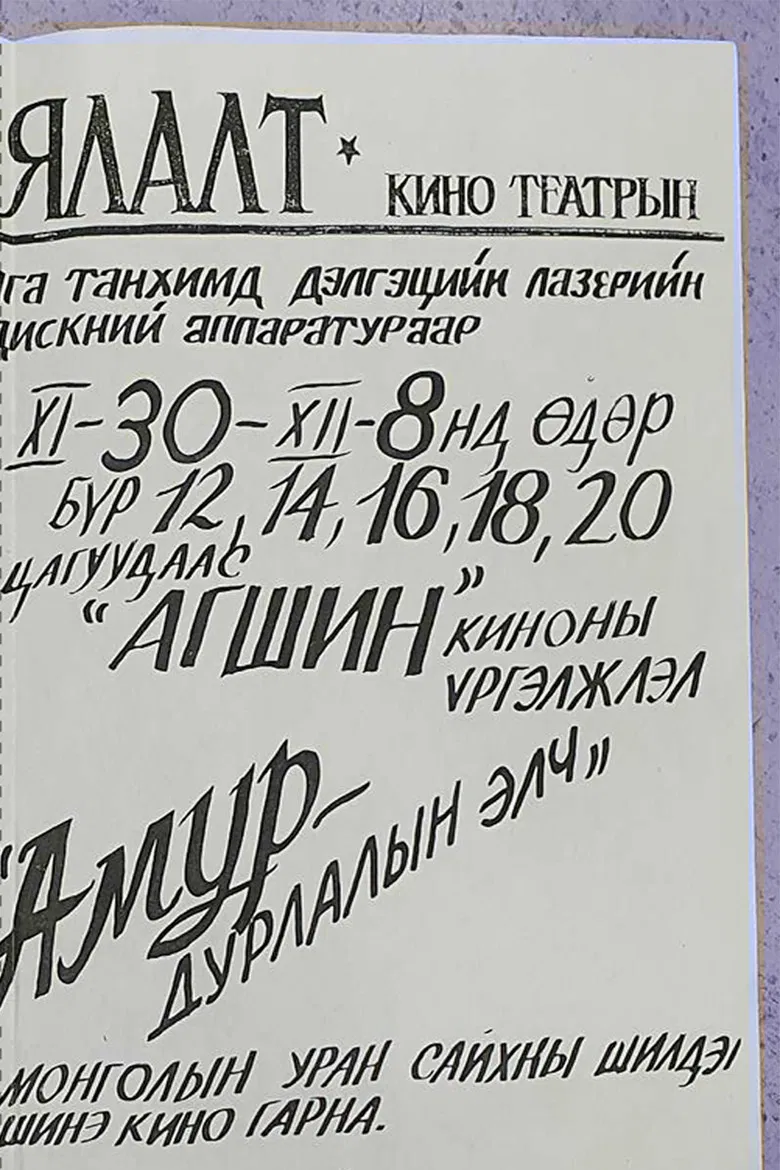 ЯЛАЛТ
КИНО ТЕАТРЫН
танхимд дэлгэцийн лазерийн
дискний аппаратураар
XI-30-XII-8нд өдөр
бүр 12, 14, 16, 18, 20
цагуудаас
"АГШИН" киноны
үргэлжлэл
"Амур-
дурлалын элч"
Монголын уран сайхны шилдэг
шинэ кино гарна.